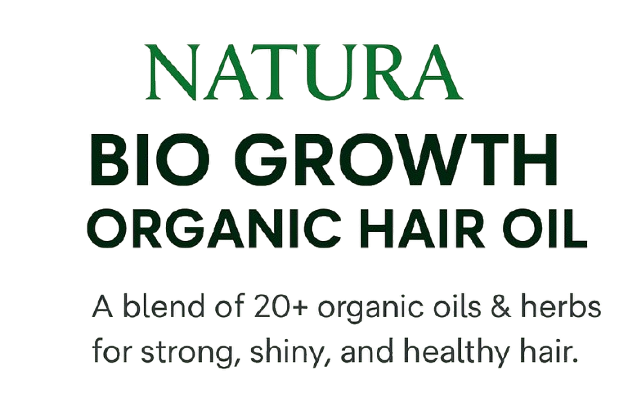 NATURA
BIO GROWTH
ORGANIC HAIR OIL
A blend of 20+ organic oils & herbs
for strong, shiny, and healthy hair.